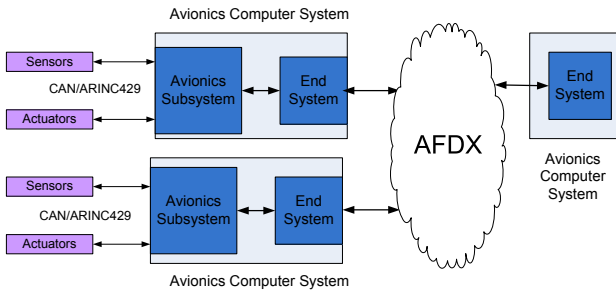 Avionics Computer System
Sensors
CAN/ARINC429
Actuators
Avionics
Subsystem
End
System
AFDX
End
System
Avionics
Computer
System
Sensors
CAN/ARINC429
Actuators
Avionics
Subsystem
End
System
Avionics Computer System